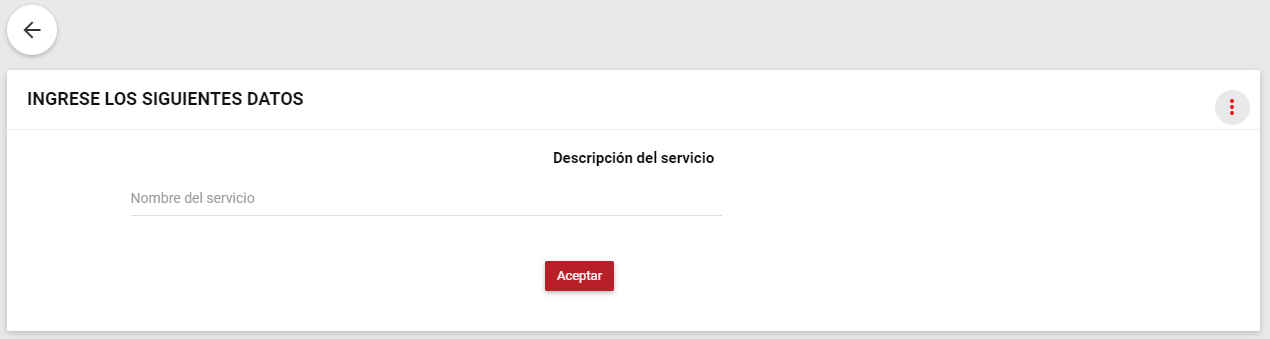 INGRESE LOS SIGUIENTES DATOS
Descripción del servicio
Nombre del servicio
Aceptar